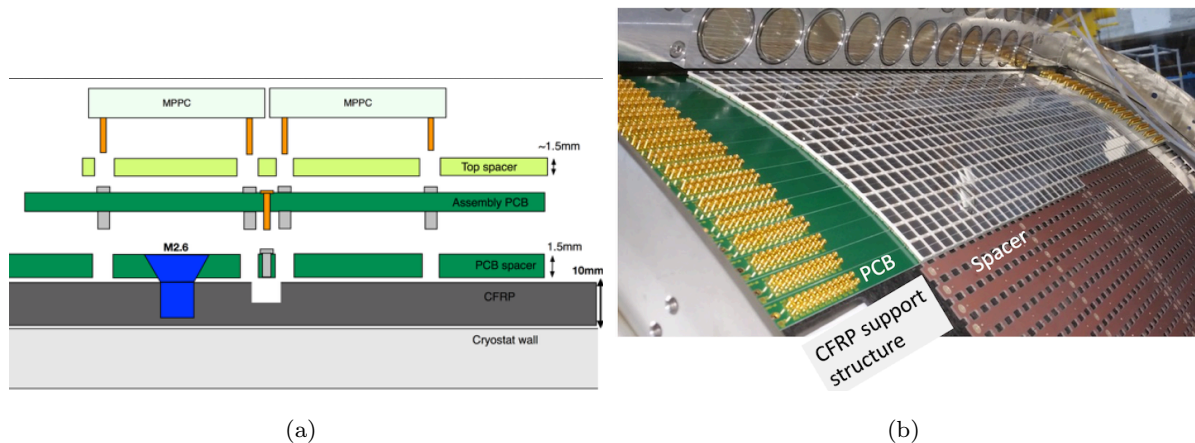 MPPC
MPPC
~1.5mm
Top spacer
Assembly PCB
M2.6
1.5mm
PCB spacer
10mm
CFRP
Cryostat wall
(a)
PCB
Spacer
CFRP support
structure
(b)